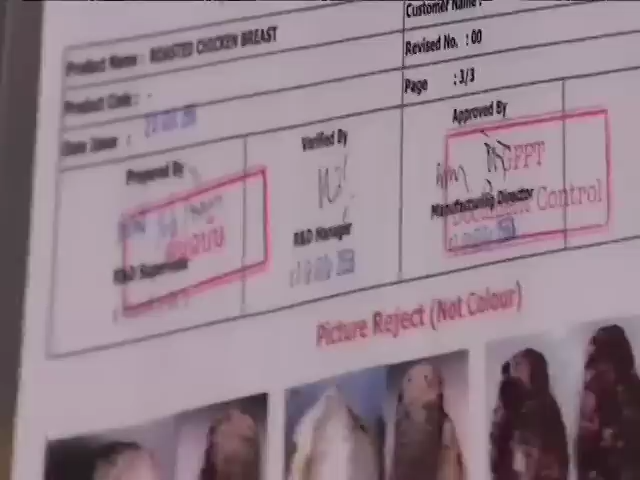 Customer Name :
Product Name : ROASTED CHICKEN BREAST
Revised No. : 00
Product Code : -
Page : 3/3
Date Issue :
Prepared By
Verified By
Approved By
GFPT
Document Control
R&D Supervisor
R&D Manager
Manufacturing Director
Picture Reject (Not Colour)